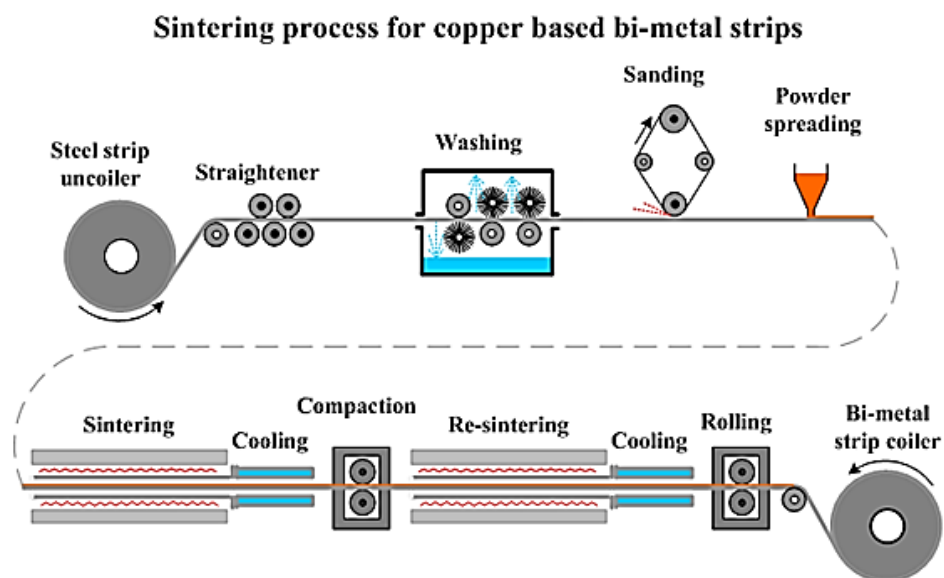 Sintering process for copper based bi-metal strips
Sanding
Powder
spreading
Washing
Steel strip
uncoiler
Straightener
Compaction
Sintering
Cooling
Re-sintering
Cooling
Rolling
Bi-metal
strip coiler